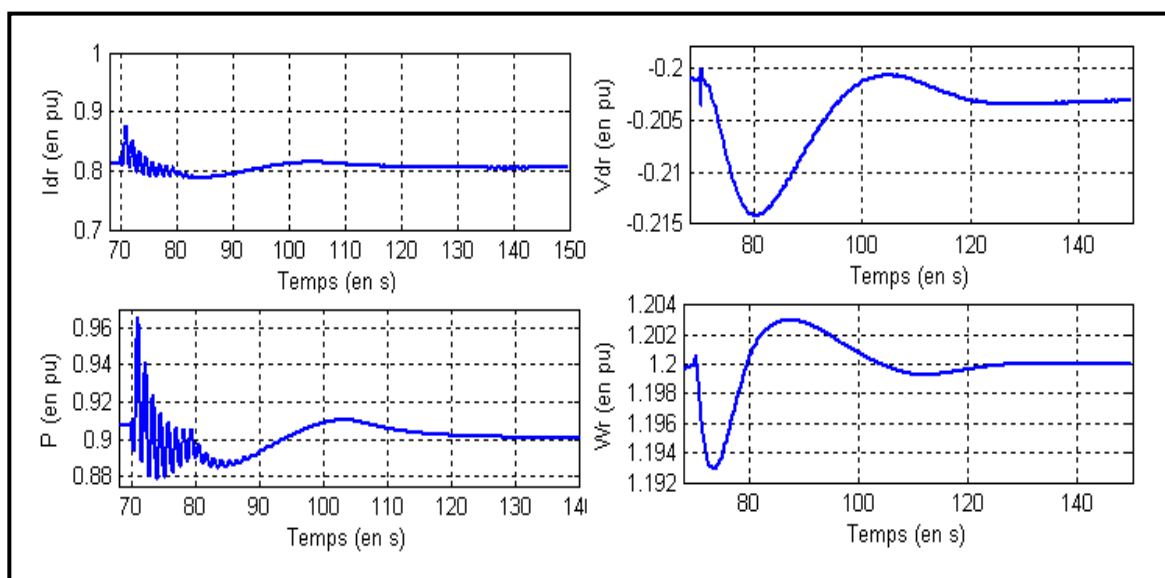 Idr (en pu)
1
0.9
0.8
0.7
70 80 90 100 110 120 130 140 150
Temps (en s)
Vdr (en pu)
-0.2
-0.205
-0.21
-0.215
80 100 120 140
Temps (en s)
P (en pu)
0.96
0.94
0.92
0.9
0.88
70 80 90 100 110 120 130 140
Temps (en s)
Wr (en pu)
1.204
1.202
1.2
1.198
1.196
1.194
1.192
80 100 120 140
Temps (en s)